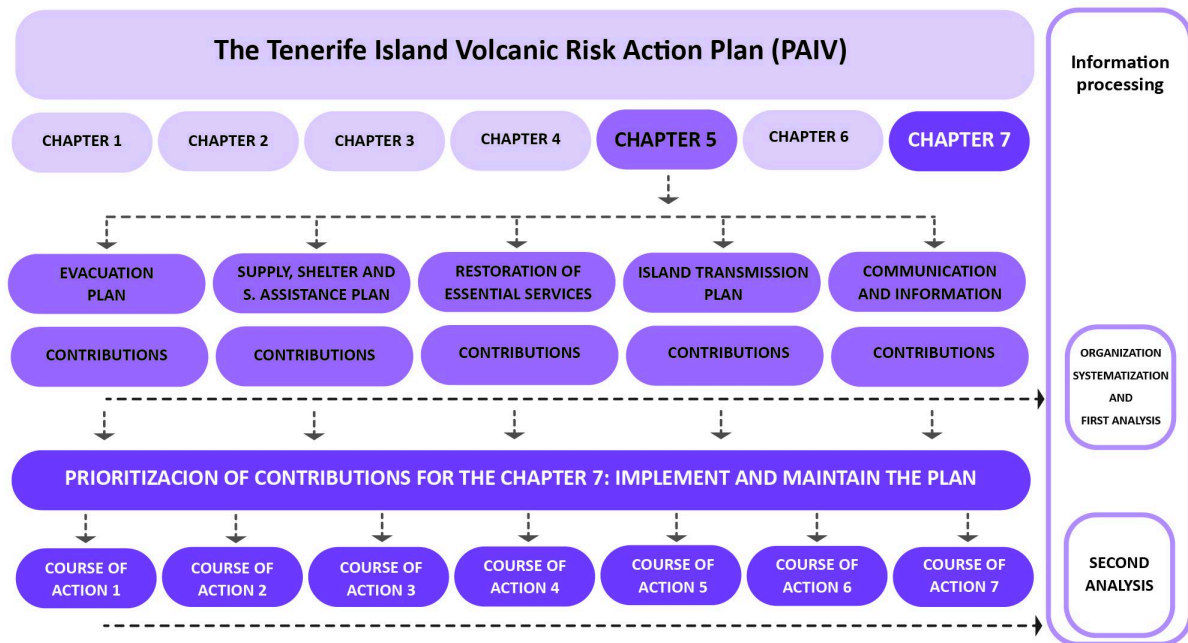 The Tenerife Island Volcanic Risk Action Plan (PAIV)
Information
processing
CHAPTER 1
CHAPTER 2
CHAPTER 3
CHAPTER 4
CHAPTER 5
CHAPTER 6
CHAPTER 7
EVACUATION
PLAN
SUPPLY, SHELTER AND
S. ASSISTANCE PLAN
RESTORATION OF
ESSENTIAL SERVICES
ISLAND TRANSMISSION
PLAN
COMMUNICATION
AND INFORMATION
CONTRIBUTIONS
CONTRIBUTIONS
CONTRIBUTIONS
CONTRIBUTIONS
CONTRIBUTIONS
ORGANIZATION
SYSTEMATIZATION
AND
FIRST ANALYSIS
PRIORITIZACION OF CONTRIBUTIONS FOR THE CHAPTER 7: IMPLEMENT AND MAINTAIN THE PLAN
COURSE OF
ACTION 1
COURSE OF
ACTION 2
COURSE OF
ACTION 3
COURSE OF
ACTION 4
COURSE OF
ACTION 5
COURSE OF
ACTION 6
COURSE OF
ACTION 7
SECOND
ANALYSIS